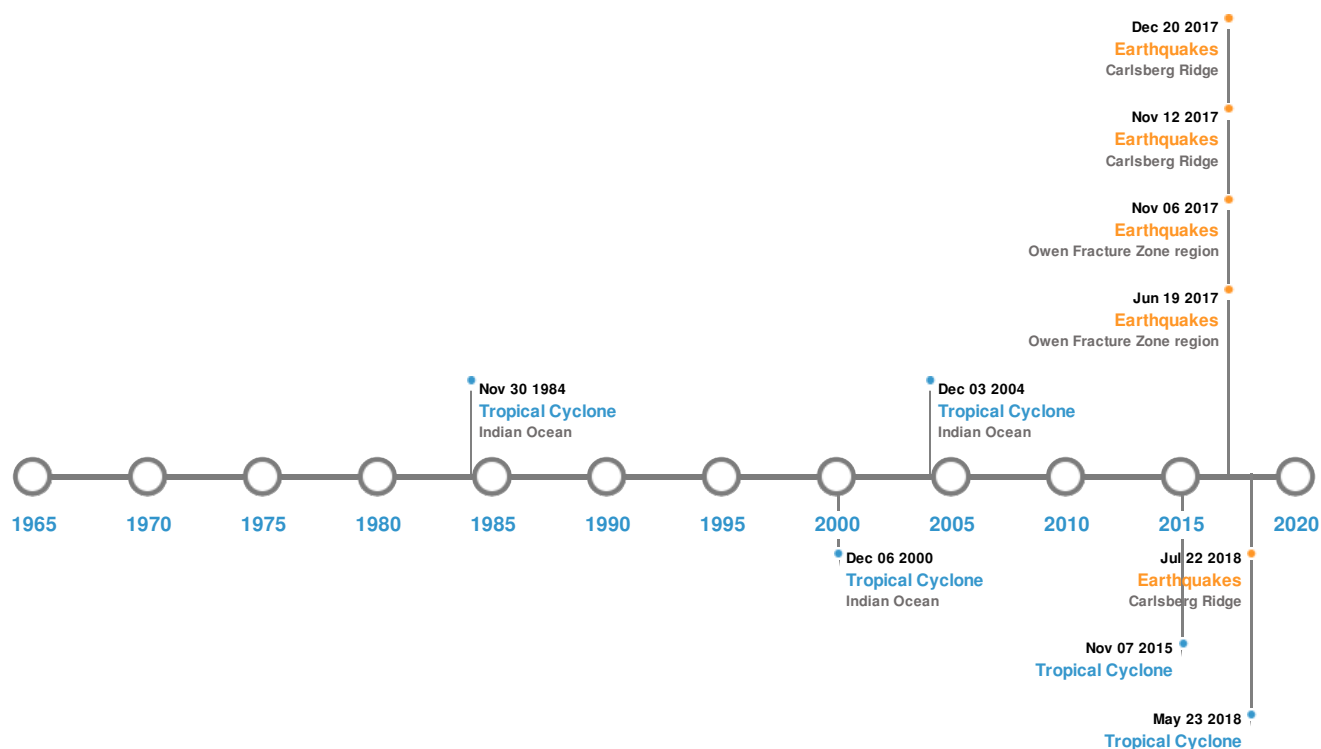 Dec 20 2017
Earthquakes
Carlsberg Ridge
Nov 12 2017
Earthquakes
Carlsberg Ridge
Nov 06 2017
Earthquakes
Owen Fracture Zone region
Jun 19 2017
Earthquakes
Owen Fracture Zone region
Nov 30 1984
Tropical Cyclone
Indian Ocean
Dec 03 2004
Tropical Cyclone
Indian Ocean
1965 1970 1975 1980 1985 1990 1995 2000 2005 2010 2015 2020
Dec 06 2000
Tropical Cyclone
Indian Ocean
Jul 22 2018
Earthquakes
Carlsberg Ridge
Nov 07 2015
Tropical Cyclone
May 23 2018
Tropical Cyclone